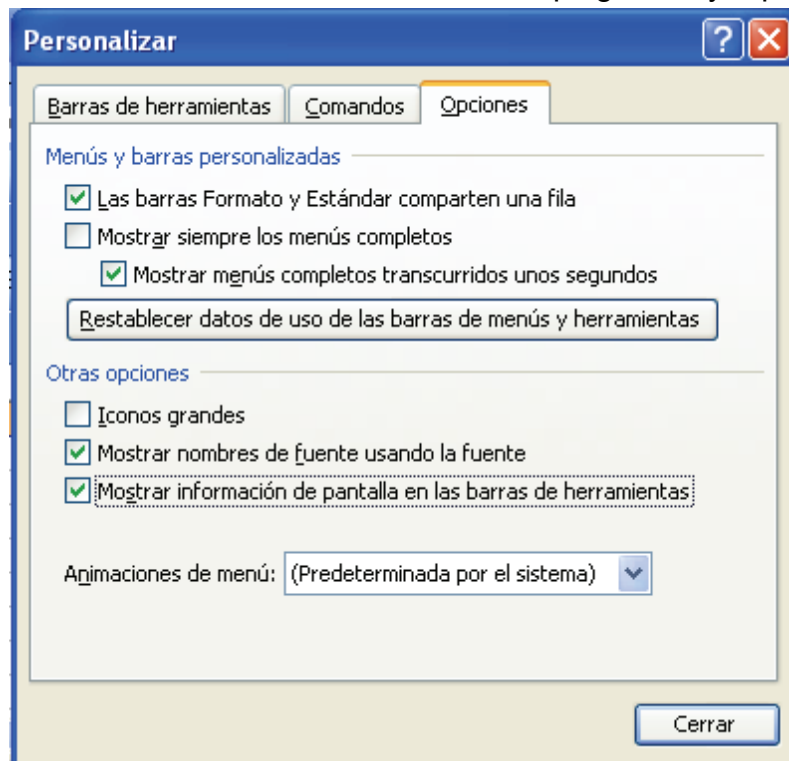 Personalizar
Barras de herramientas Comandos Opciones
Menús y barras personalizadas
Las barras Formato y Estándar comparten una fila
Mostrar siempre los menús completos
Mostrar menús completos transcurridos unos segundos
Restablecer datos de uso de las barras de menús y herramientas
Otras opciones
Iconos grandes
Mostrar nombres de fuente usando la fuente
Mostrar información de pantalla en las barras de herramientas
Animaciones de menú: (Predeterminada por el sistema)
Cerrar